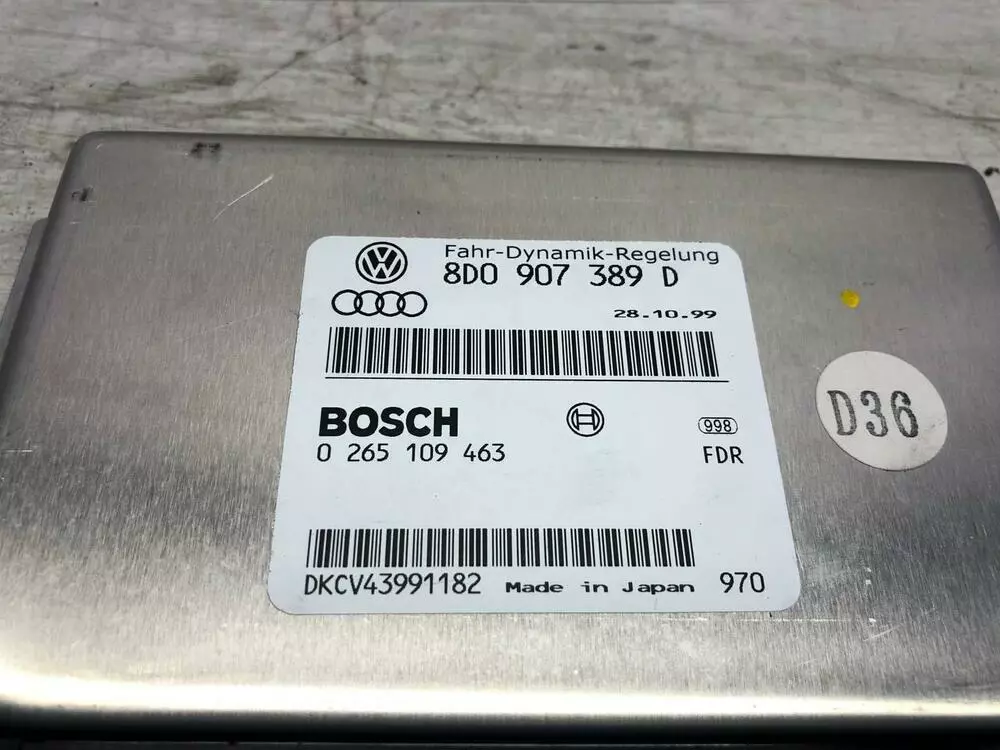 Fahr-Dynamik-Regelung
8D0 907 389 D
28.10.99
BOSCH
0 265 109 463
998
FDR
DKCV43991182 Made in Japan 970
D36